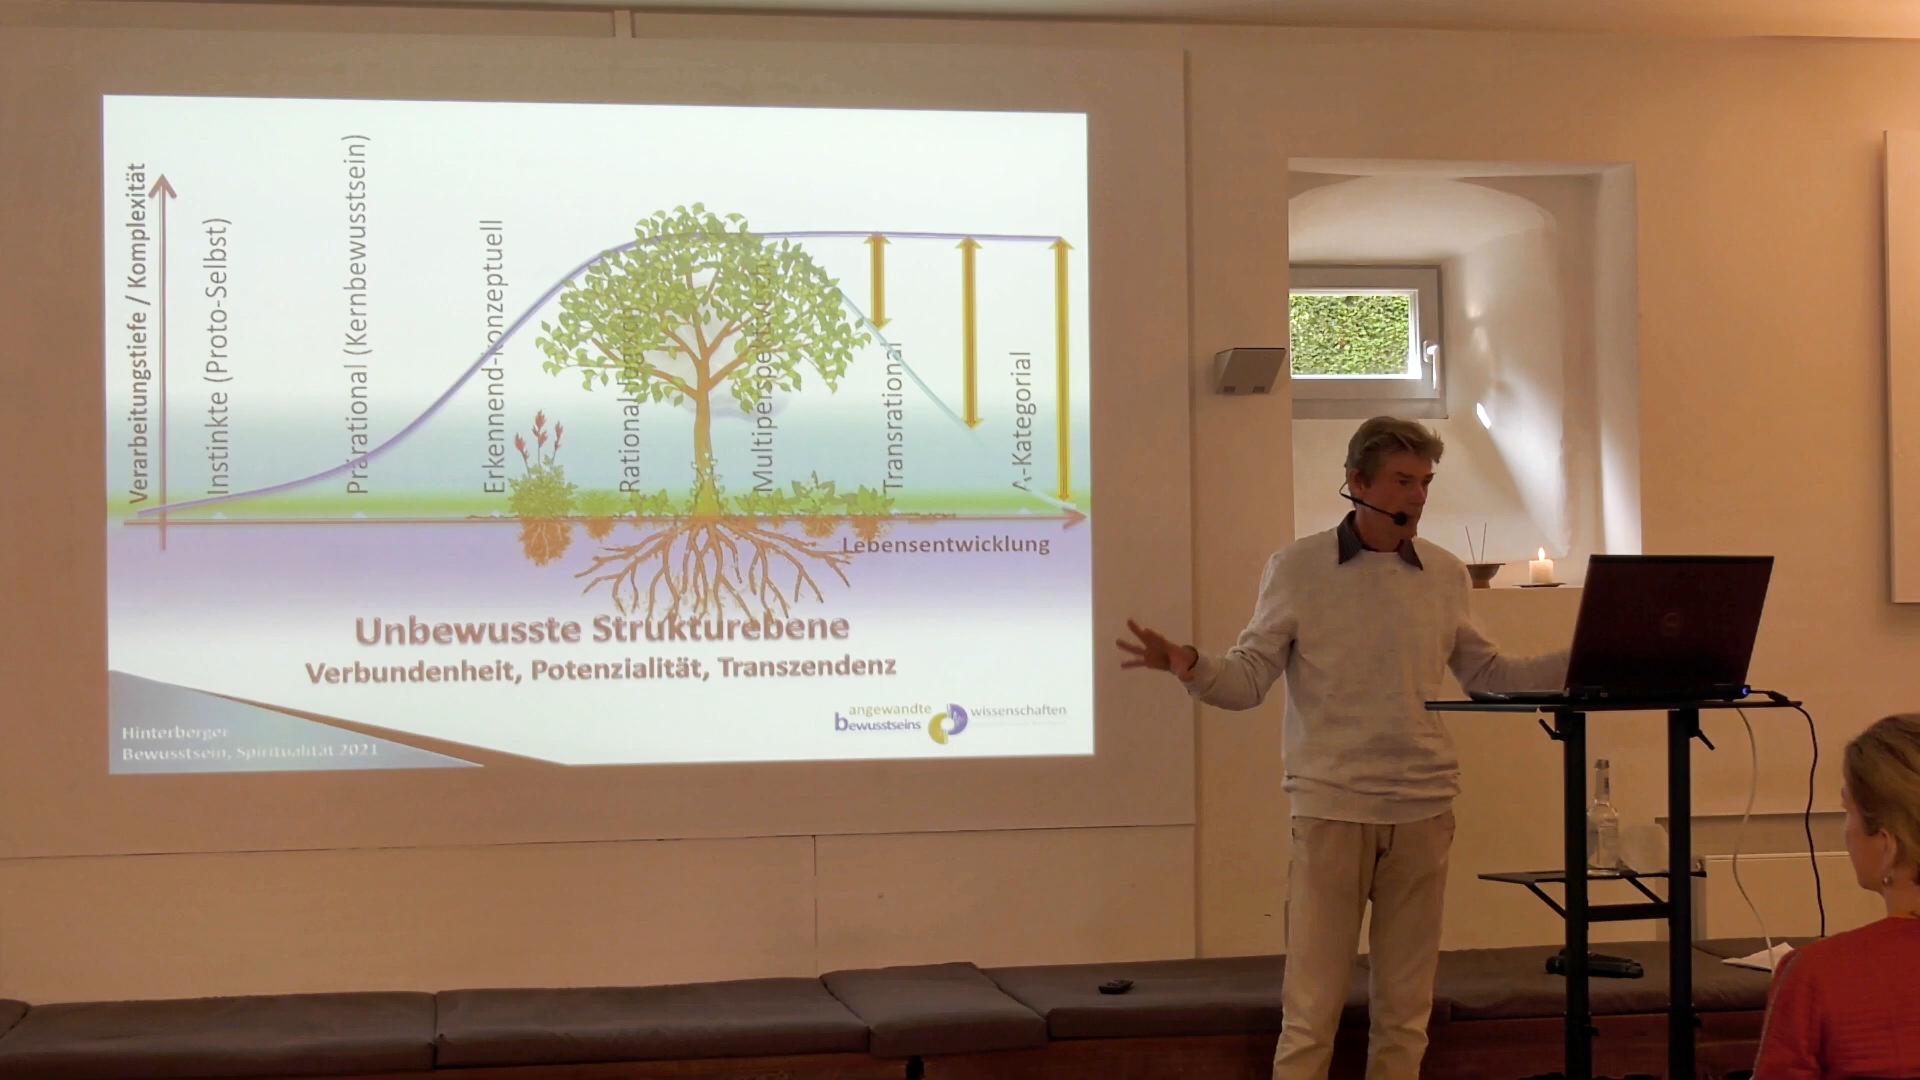 Verarbeitungstiefe / Komplexität
Instinkte (Proto-Selbst)
Prärational (Kernbewusstsein)
Erkennend-konzeptuell
Rational
Transrational
A-Kategorial
Lebensentwicklung
Unbewusste Strukturebene
Verbundenheit, Potenzialität, Transzendenz
angewandte
bewusstseins wissenschaften
Hinterberger
Bewusstsein, Spiritualität 2021